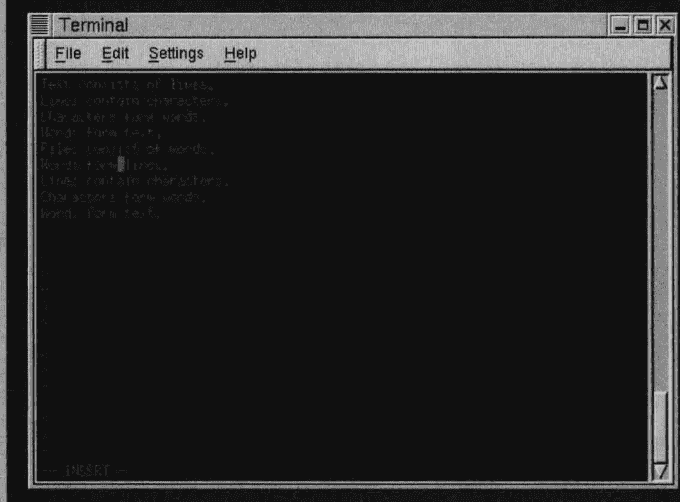 Terminal
File Edit Settings Help
Text consists of lines.
Lines contain characters.
Characters form words.
Words form text.
Files consist of words.
Words form lines.
Lines contain characters.
Characters form words.
Words form text.
-- INSERT --